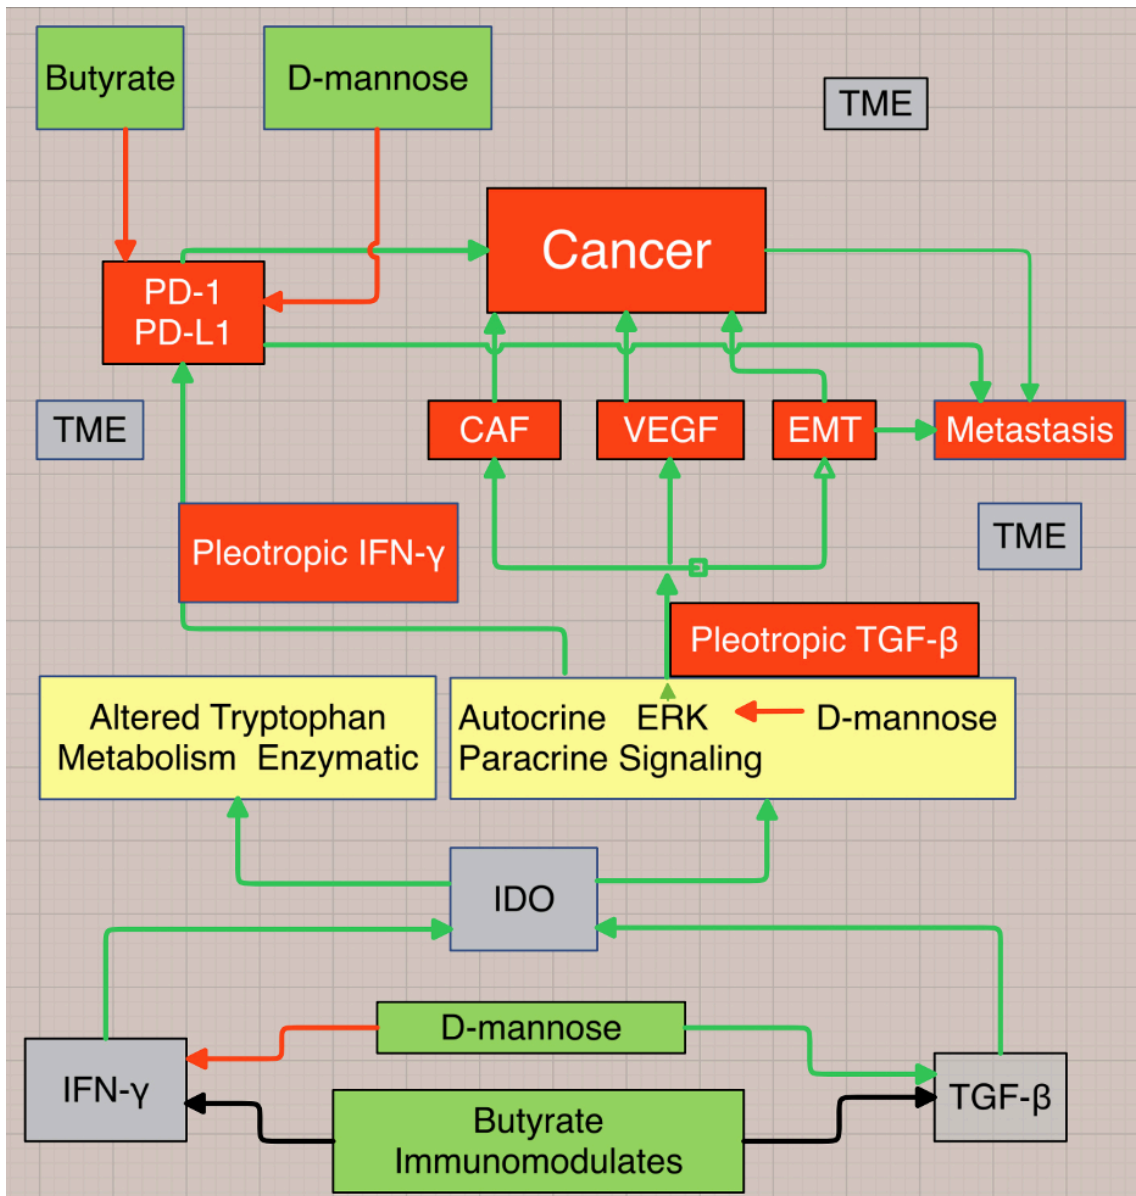 Butyrate
D-mannose
TME
Cancer
PD-1
PD-L1
TME
CAF
VEGF
EMT
Metastasis
TME
Pleotropic IFN-γ
Pleotropic TGF-β
Altered Tryptophan
Metabolism Enzymatic
Autocrine ERK D-mannose
Paracrine Signaling
IDO
D-mannose
IFN-γ
TGF-β
Butyrate
Immunomodulates